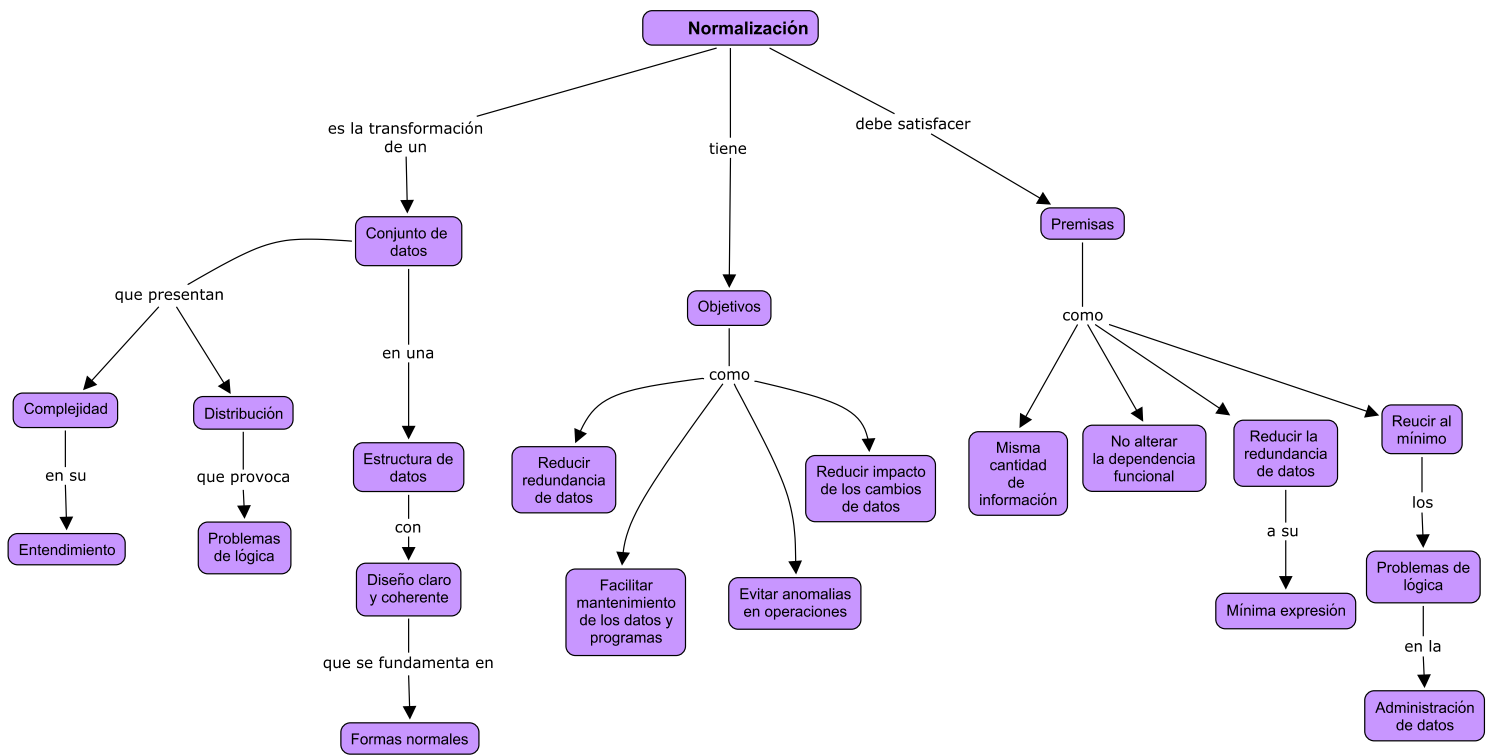 Normalización
es la transformación
de un
tiene
debe satisfacer
Conjunto de
datos
que presentan
Complejidad
en su
Entendimiento
Distribución
que provoca
Problemas
de lógica
en una
Estructura de
datos
con
Diseño claro
y coherente
que se fundamenta en
Formas normales
Objetivos
como
Reducir
redundancia
de datos
Facilitar
mantenimiento
de los datos y
programas
Evitar anomalias
en operaciones
Reducir impacto
de los cambios
de datos
Premisas
como
Misma
cantidad
de
información
No alterar
la dependencia
funcional
Reducir la
redundancia
de datos
a su
Mínima expresión
Reucir al
mínimo
los
Problemas de
lógica
en la
Administración
de datos